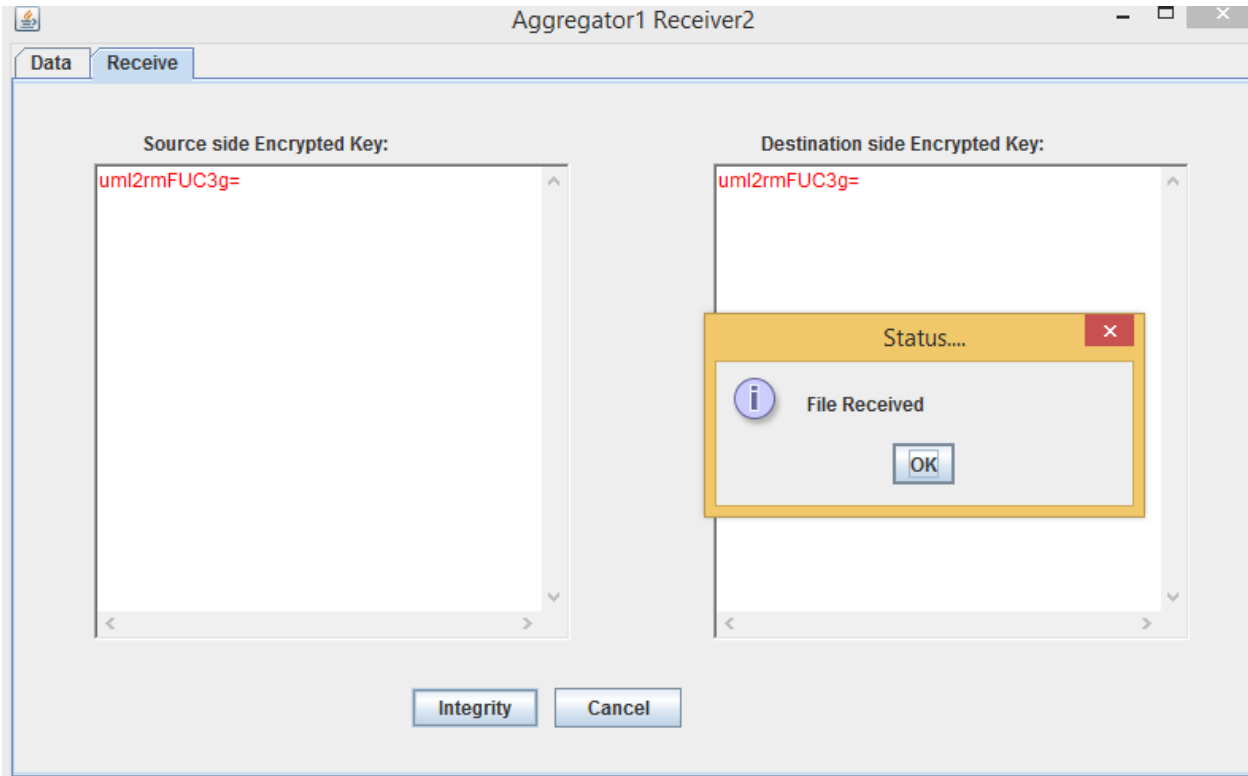 Aggregator1 Receiver2
Data Receive
Source side Encrypted Key:
Destination side Encrypted Key:
uml2rmFUC3g=
uml2rmFUC3g=
Status....
i
File Received
OK
Integrity Cancel